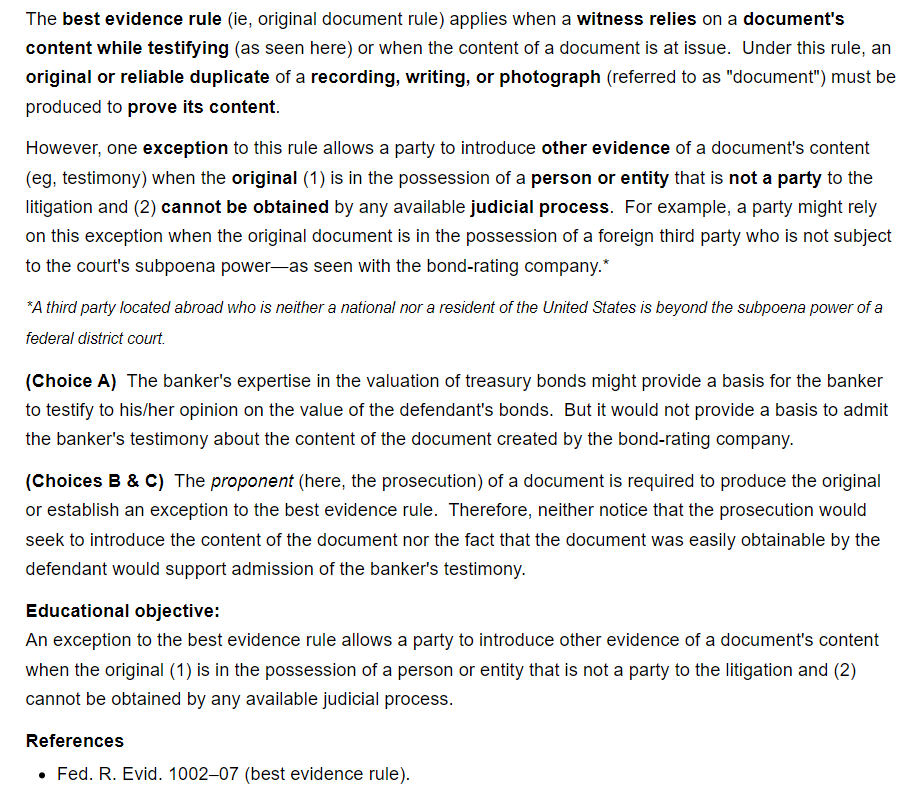 The best evidence rule (ie, original document rule) applies when a witness relies on a document's
content while testifying (as seen here) or when the content of a document is at issue.  Under this rule, an
original or reliable duplicate of a recording, writing, or photograph (referred to as "document") must be
produced to prove its content.
However, one exception to this rule allows a party to introduce other evidence of a document's content
(eg, testimony) when the original (1) is in the possession of a person or entity that is not a party to the
litigation and (2) cannot be obtained by any available judicial process.  For example, a party might rely
on this exception when the original document is in the possession of a foreign third party who is not subject
to the court's subpoena power—as seen with the bond-rating company.*
*A third party located abroad who is neither a national nor a resident of the United States is beyond the subpoena power of a
federal district court.
(Choice A)  The banker's expertise in the valuation of treasury bonds might provide a basis for the banker
to testify to his/her opinion on the value of the defendant's bonds.  But it would not provide a basis to admit
the banker's testimony about the content of the document created by the bond-rating company.
(Choices B & C)  The proponent (here, the prosecution) of a document is required to produce the original
or establish an exception to the best evidence rule.  Therefore, neither notice that the prosecution would
seek to introduce the content of the document nor the fact that the document was easily obtainable by the
defendant would support admission of the banker's testimony.
Educational objective:
An exception to the best evidence rule allows a party to introduce other evidence of a document's content
when the original (1) is in the possession of a person or entity that is not a party to the litigation and (2)
cannot be obtained by any available judicial process.
References
• Fed. R. Evid. 1002–07 (best evidence rule).